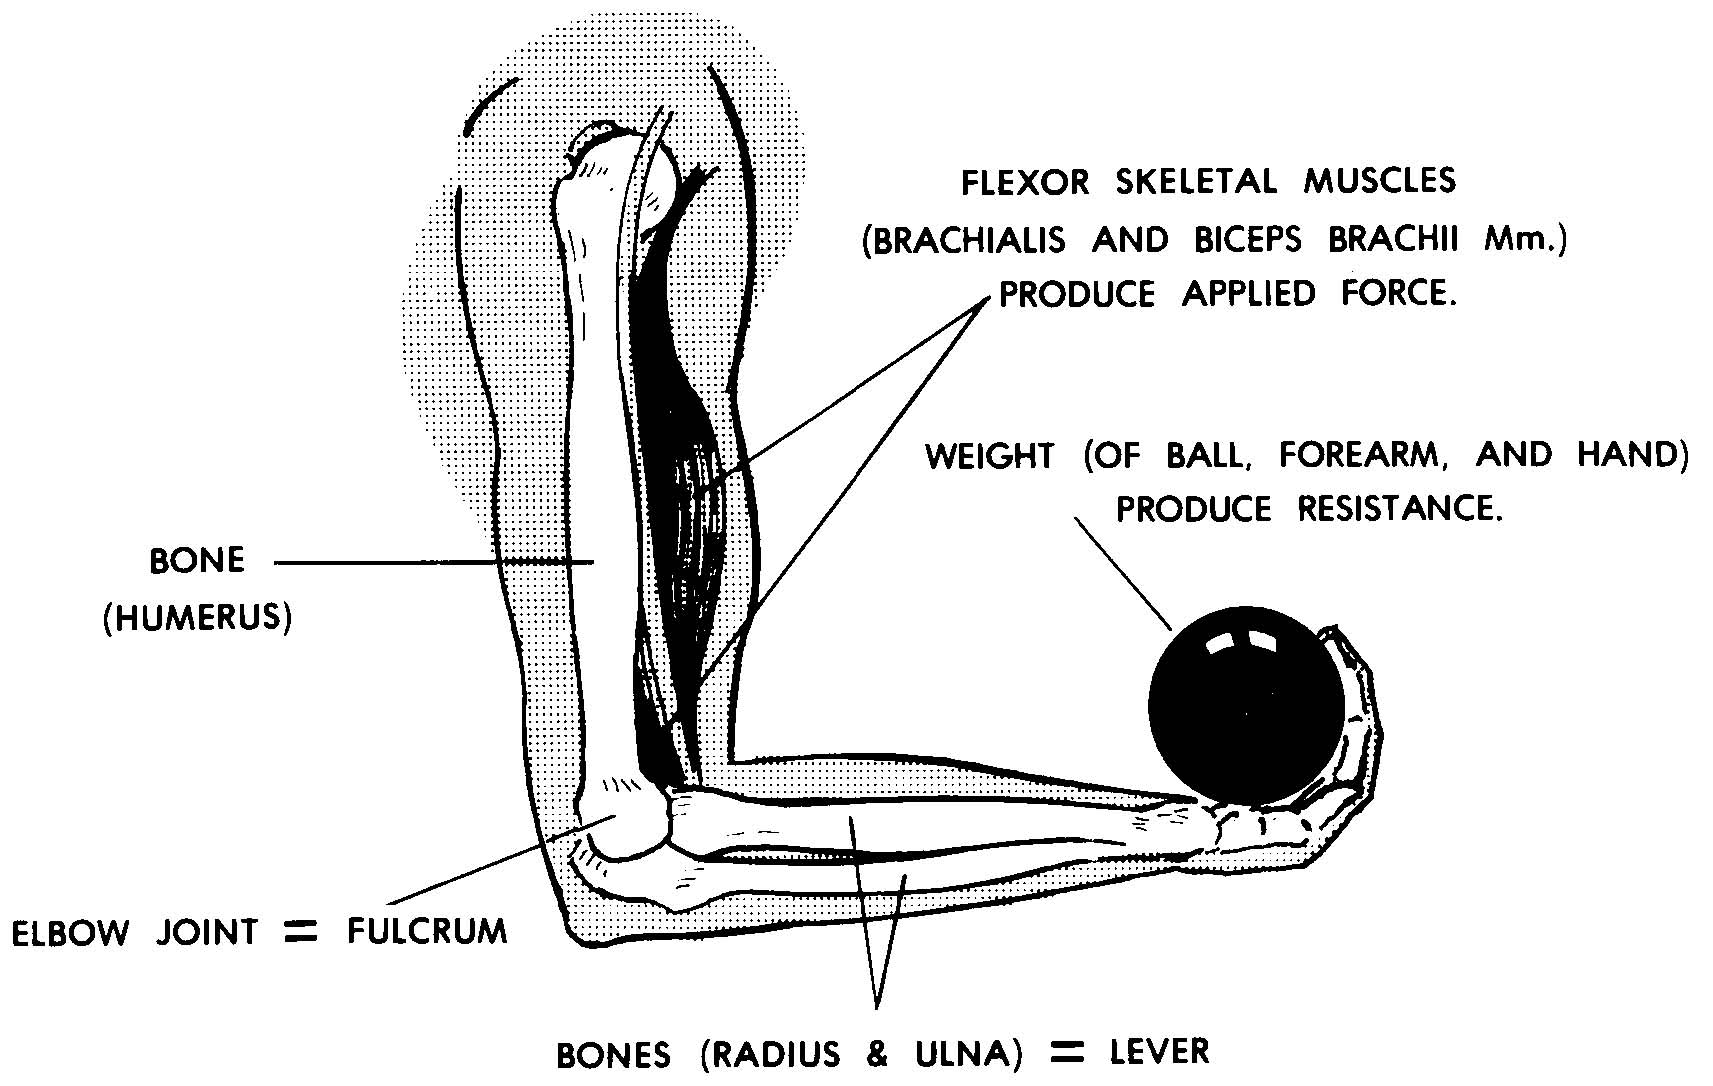 FLEXOR SKELETAL MUSCLES
(BRACHIALIS AND BICEPS BRACHII Mm.)
PRODUCE APPLIED FORCE.
WEIGHT (OF BALL, FOREARM, AND HAND)
PRODUCE RESISTANCE.
BONE
(HUMERUS)
ELBOW JOINT = FULCRUM
BONES (RADIUS & ULNA) = LEVER